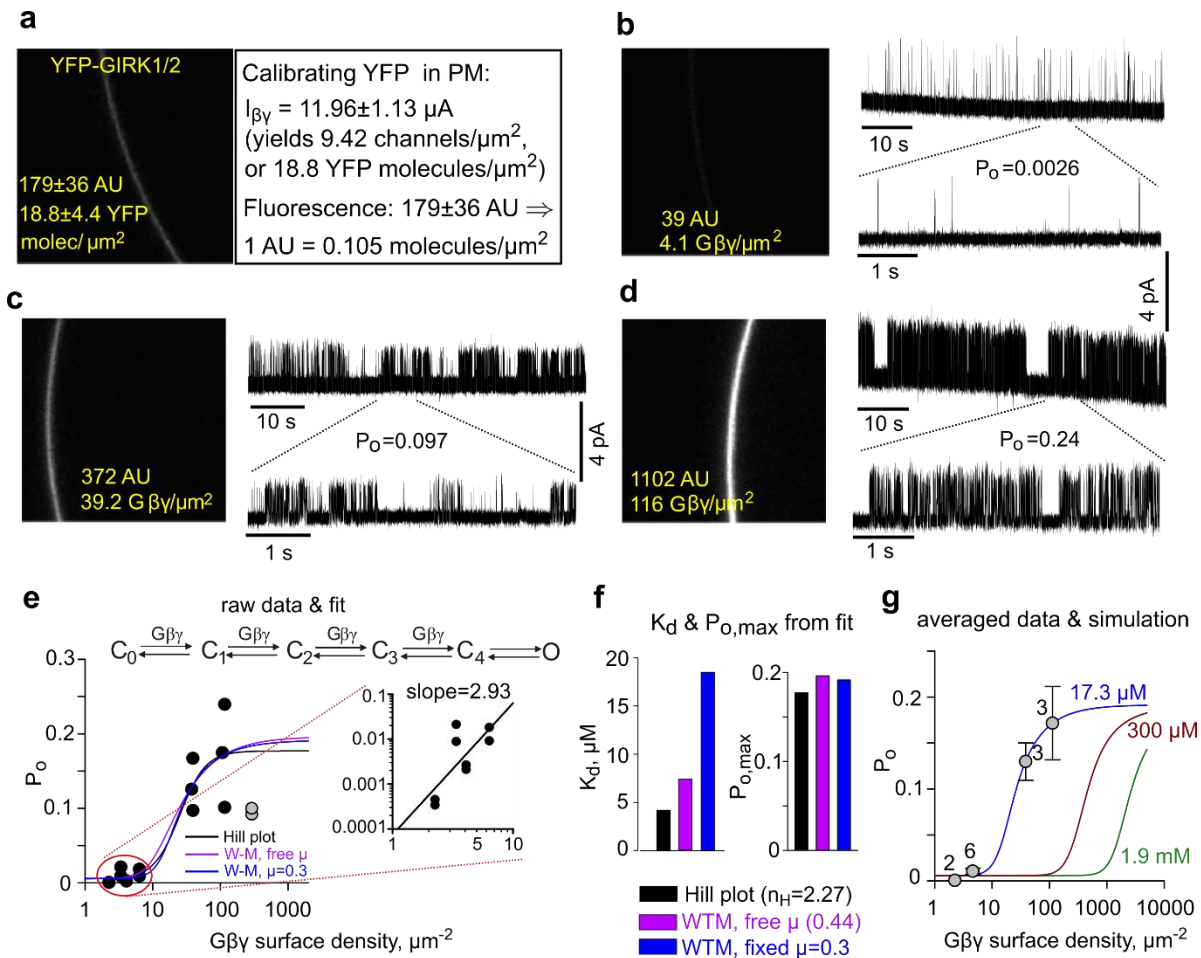 a
YFP-GIRK1/2
179±36 AU
18.8±4.4 YFP
molec/μm²
Calibrating YFP in PM:
Iβγ = 11.96±1.13 μA
(yields 9.42 channels/μm²,
or 18.8 YFP molecules/μm²)
Fluorescence: 179±36 AU ⇒
1 AU = 0.105 molecules/μm²
b
39 AU
4.1 Gβγ/μm²
10 s
Pₒ=0.0026
1 s
4 pA
c
372 AU
39.2 Gβγ/μm²
10 s
Pₒ=0.097
1 s
4 pA
d
1102 AU
116 Gβγ/μm²
10 s
Pₒ=0.24
1 s
e
raw data & fit
Gβγ Gβγ Gβγ Gβγ
C₀ C₁ C₂ C₃ C₄ O
Pₒ
0.3
0.2
0.1
0
1 10 100 1000
Gβγ surface density, μm⁻²
Hill plot
W-M, free μ
W-M, μ=0.3
slope=2.93
0.1
0.01
0.001
0.0001
1 10
f
Kd & Pₒ,max from fit
Kd, μM
20
15
10
5
0
Pₒ,max
0.2
0.1
0
Hill plot (nH=2.27)
WTM, free μ (0.44)
WTM, fixed μ=0.3
g
averaged data & simulation
Pₒ
0.2
0.1
0
2
6
3
3
17.3 μM
300 μM
1.9 mM
1 10 100 1000 10000
Gβγ surface density, μm⁻²